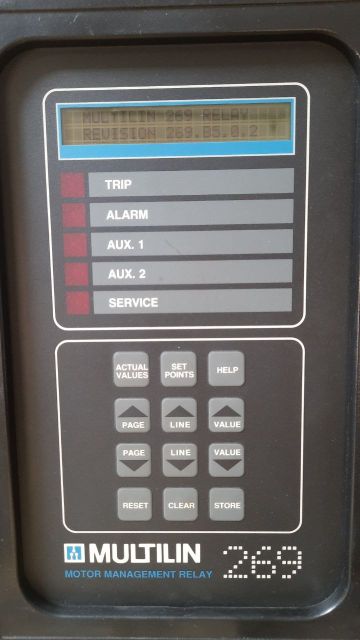 MULTILIN 269 RELAY
REVISION 269.B5.0.2
TRIP
ALARM
AUX. 1
AUX. 2
SERVICE
ACTUAL VALUES
SET POINTS
HELP
PAGE
LINE
VALUE
PAGE
LINE
VALUE
RESET
CLEAR
STORE
MULTILIN 269
MOTOR MANAGEMENT RELAY